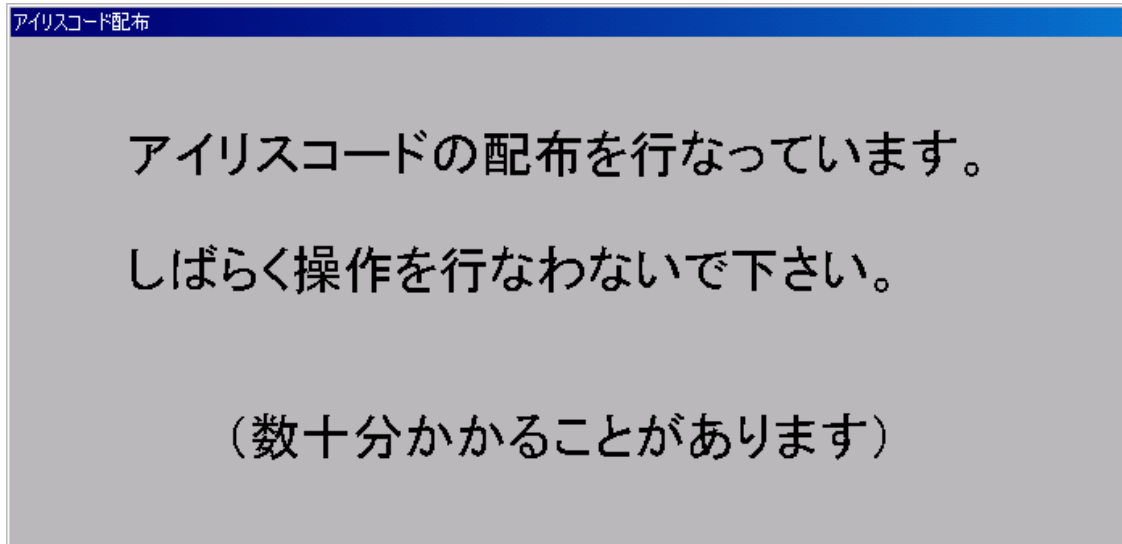 アイリスコード配布
アイリスコードの配布を行なっています。
しばらく操作を行なわないで下さい。
（数十分かかることがあります）